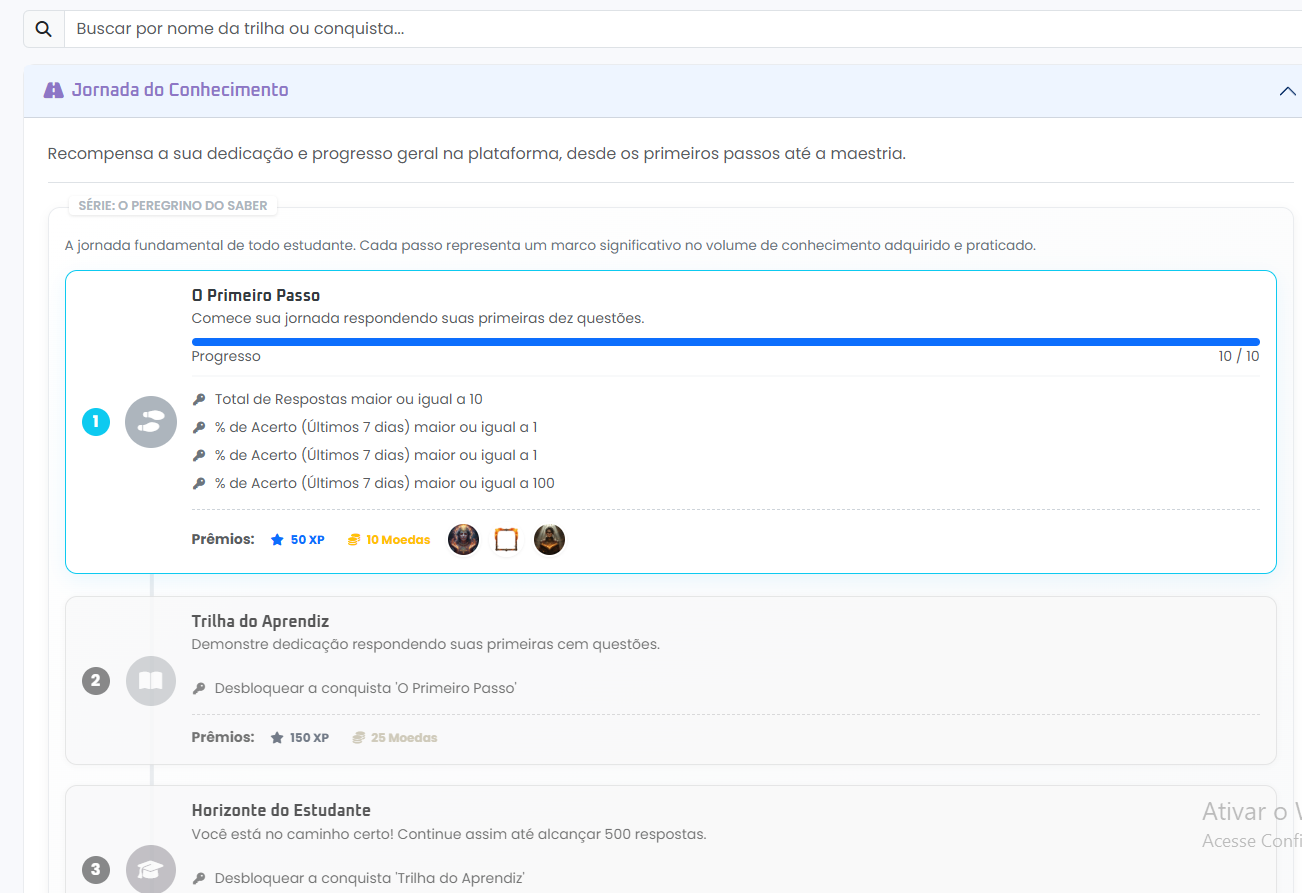 Buscar por nome da trilha ou conquista...
Jornada do Conhecimento
Recompensa a sua dedicação e progresso geral na plataforma, desde os primeiros passos até a maestria.
SÉRIE: O PEREGRINO DO SABER
A jornada fundamental de todo estudante. Cada passo representa um marco significativo no volume de conhecimento adquirido e praticado.
O Primeiro Passo
Comece sua jornada respondendo suas primeiras dez questões.
Progresso 10 / 10
1
Total de Respostas maior ou igual a 10
% de Acerto (Últimos 7 dias) maior ou igual a 1
% de Acerto (Últimos 7 dias) maior ou igual a 1
% de Acerto (Últimos 7 dias) maior ou igual a 100
Prêmios: 50 XP 10 Moedas
Trilha do Aprendiz
Demonstre dedicação respondendo suas primeiras cem questões.
2
Desbloquear a conquista 'O Primeiro Passo'
Prêmios: 150 XP 25 Moedas
Horizonte do Estudante
Você está no caminho certo! Continue assim até alcançar 500 respostas.
3
Desbloquear a conquista 'Trilha do Aprendiz'
Ativar o
Acesse